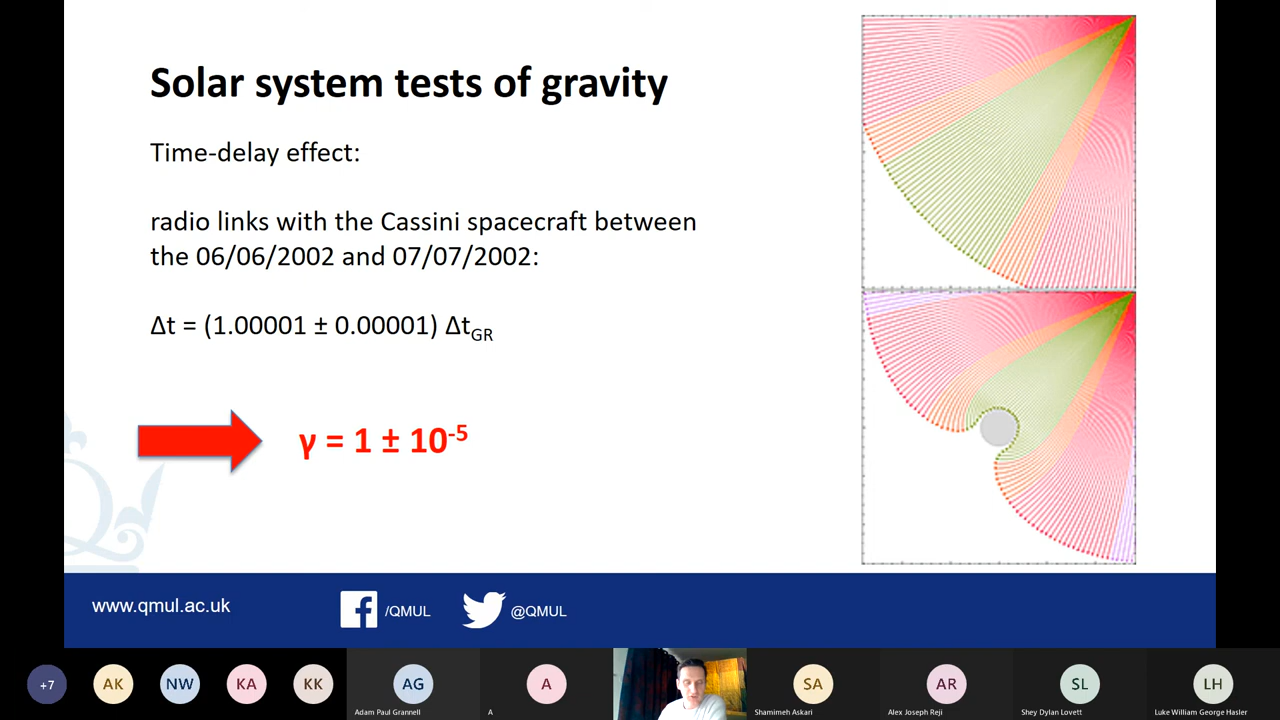 Solar system tests of gravity
Time-delay effect:
radio links with the Cassini spacecraft between
the 06/06/2002 and 07/07/2002:
Δt = (1.00001 ± 0.00001) ΔtGR
γ = 1 ± 10-5
www.qmul.ac.uk
/QMUL
@QMUL
+7
AK
NW
KA
KK
AG
Adam Paul Grannell
A
A
SA
Shamimeh Askari
AR
Alex Joseph Reji
SL
Shey Dylan Lovett
LH
Luke William George Hasler